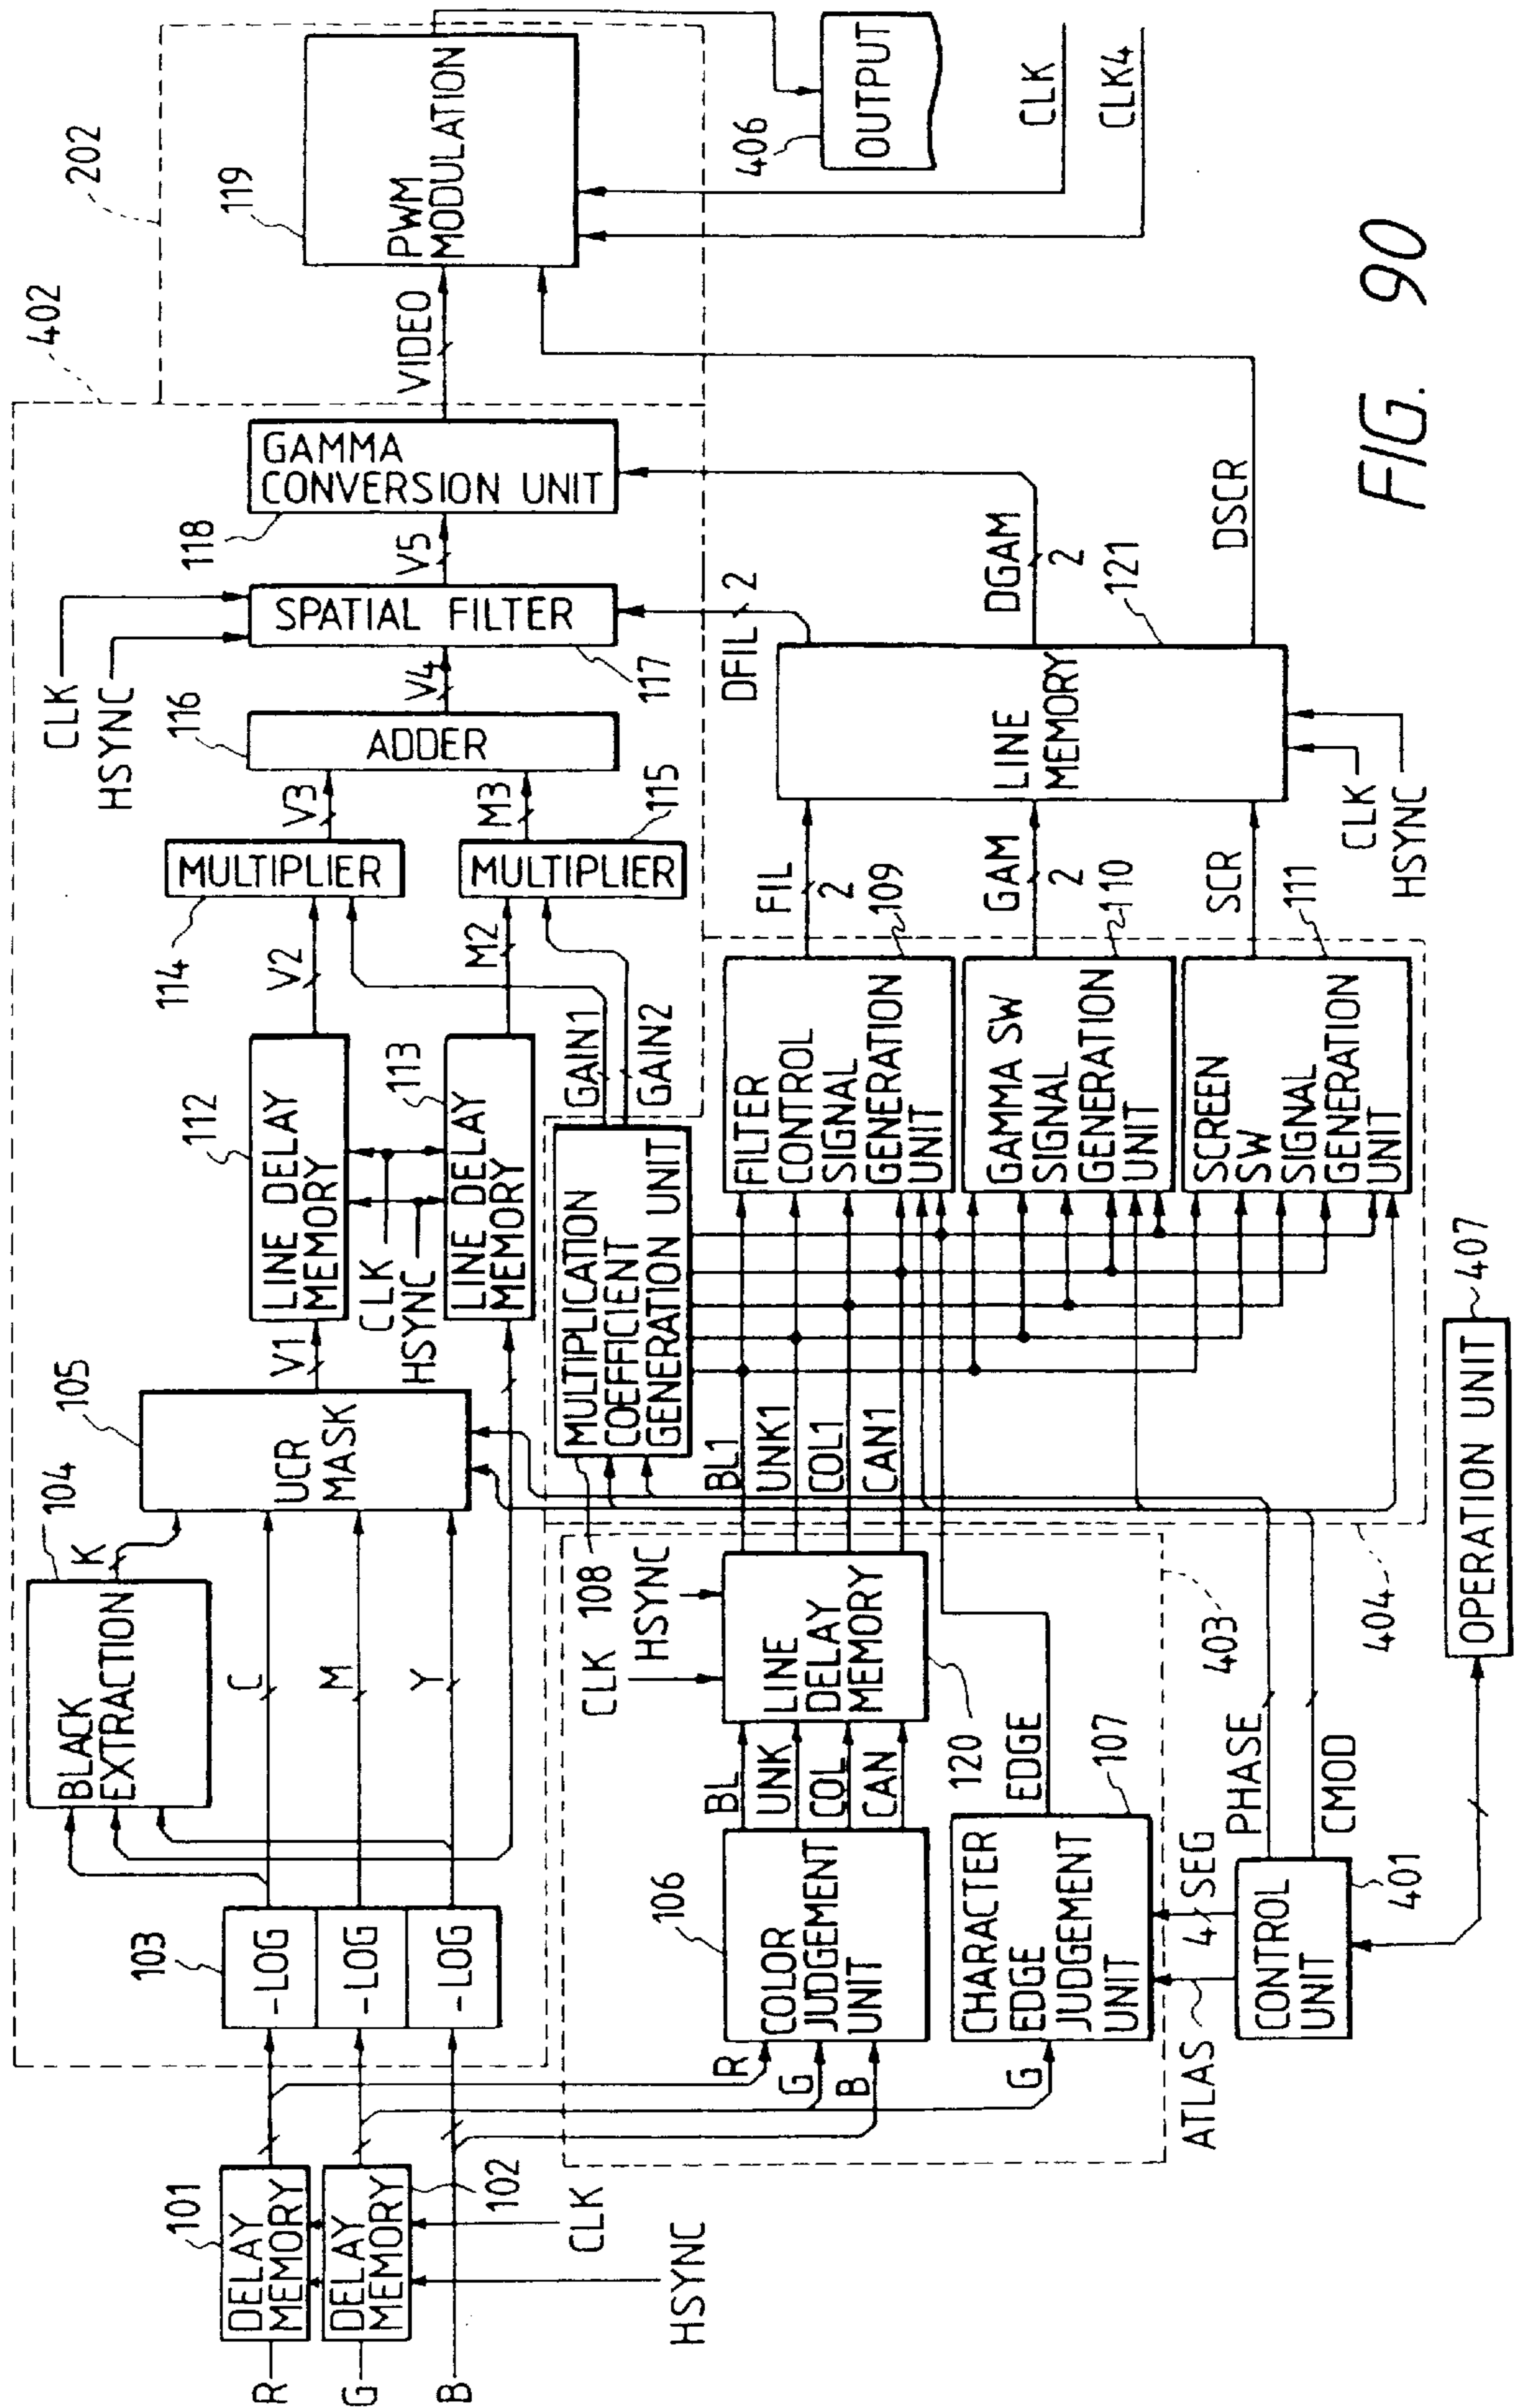 R
G
B
DELAY
MEMORY
101
DELAY
MEMORY
102
CLK
HSYNC
103
-LOG
-LOG
-LOG
BLACK
EXTRACTION
104
K
C
M
Y
UCR
MASK
105
V1
LINE DELAY
MEMORY
112
CLK
HSYNC
LINE DELAY
MEMORY
113
V2
M2
114
MULTIPLIER
MULTIPLIER
115
V3
M3
116
ADDER
CLK
HSYNC
V4
SPATIAL FILTER
117
V5
118
GAMMA
CONVERSION UNIT
402
VIDEO
202
119
PWM
MODULATION
406
OUTPUT
CLK
CLK4
R
G
B
G
106
COLOR
JUDGEMENT
UNIT
BL
UNK
COL
CAN
CLK
HSYNC
LINE
DELAY
MEMORY
120
108
MULTIPLICATION
COEFFICIENT
GENERATION UNIT
GAIN1
GAIN2
BL1
UNK1
COL1
CAN1
CHARACTER
EDGE
JUDGEMENT
UNIT
107
EDGE
403
404
ATLAS
4
SEG
PHASE
CMOD
CONTROL
UNIT
401
OPERATION UNIT
407
FILTER
CONTROL
SIGNAL
GENERATION
UNIT
109
FIL
2
GAMMA SW
SIGNAL
GENERATION
UNIT
110
GAM
2
SCREEN
SW
SIGNAL
GENERATION
UNIT
111
SCR
LINE
MEMORY
121
CLK
HSYNC
DFIL
2
DGAM
2
DSCR
FIG. 90